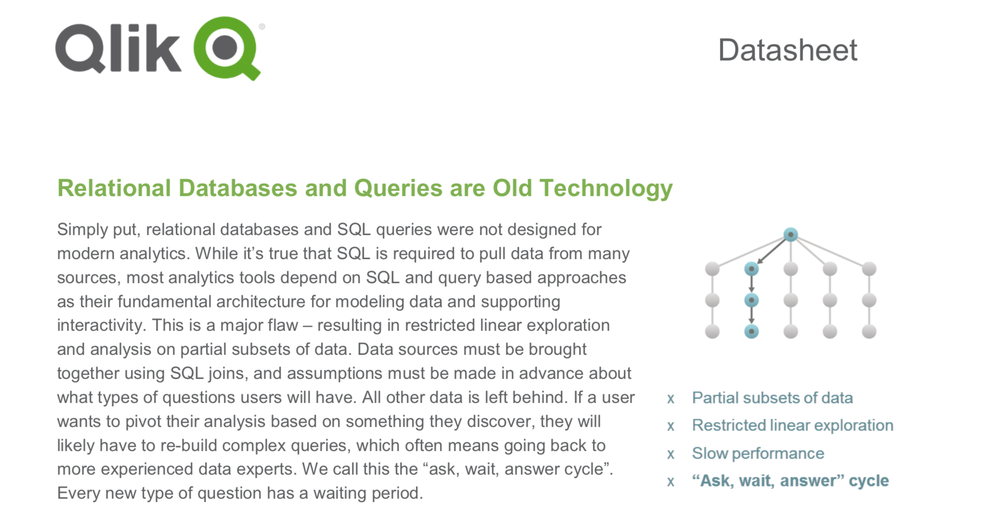 Qlik ®
Datasheet
Relational Databases and Queries are Old Technology
Simply put, relational databases and SQL queries were not designed for
modern analytics. While it’s true that SQL is required to pull data from many
sources, most analytics tools depend on SQL and query based approaches
as their fundamental architecture for modeling data and supporting
interactivity. This is a major flaw – resulting in restricted linear exploration
and analysis on partial subsets of data. Data sources must be brought
together using SQL joins, and assumptions must be made in advance about
what types of questions users will have. All other data is left behind. If a user
wants to pivot their analysis based on something they discover, they will
likely have to re-build complex queries, which often means going back to
more experienced data experts. We call this the “ask, wait, answer cycle”.
Every new type of question has a waiting period.
x Partial subsets of data
x Restricted linear exploration
x Slow performance
x “Ask, wait, answer” cycle